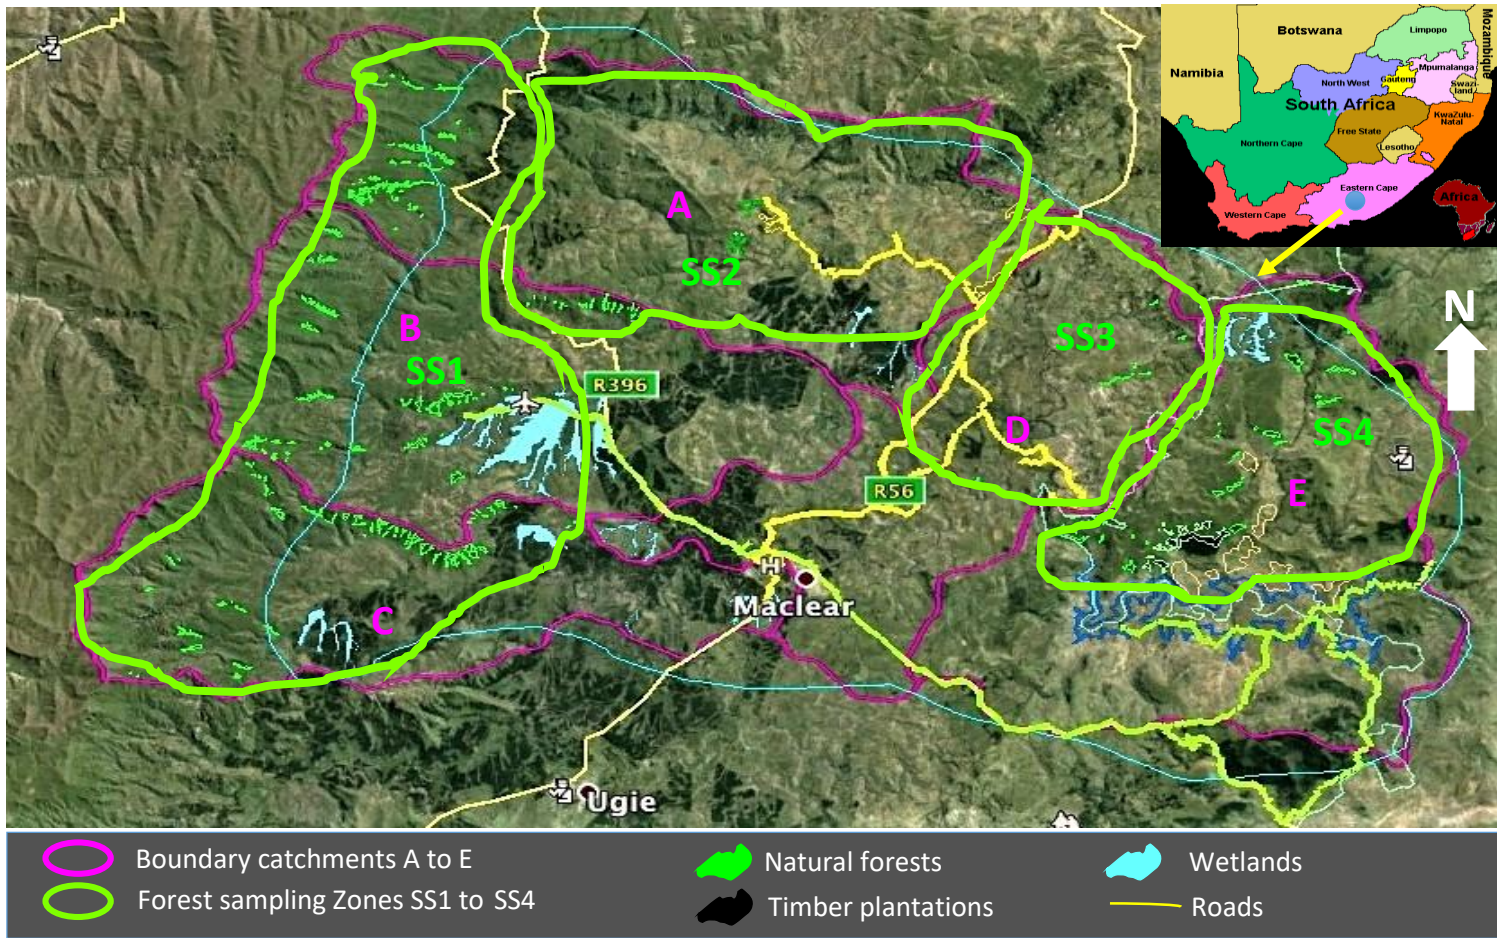 Botswana
Limpopo
Mozambique
Namibia
Mpumalanga
North West
Gauteng
Swazi-
land
South Africa
KwaZulu-
Natal
Free State
Northern Cape
Lesotho
Eastern Cape
Western Cape
Africa
A
SS2
N
B
SS1
SS3
R396
D
SS4
R56
E
H
Maclear
C
Ugie
Boundary catchments A to E
Forest sampling Zones SS1 to SS4
Natural forests
Timber plantations
Wetlands
Roads